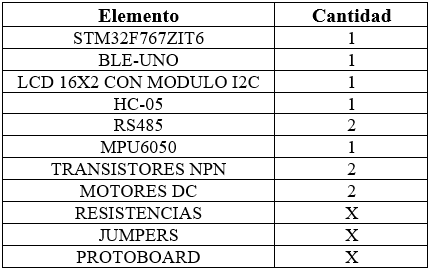 Elemento Cantidad
STM32F767ZIT6 1
BLE-UNO 1
LCD 16X2 CON MODULO I2C 1
HC-05 1
RS485 2
MPU6050 1
TRANSISTORES NPN 2
MOTORES DC 2
RESISTENCIAS X
JUMPERS X
PROTOBOARD X